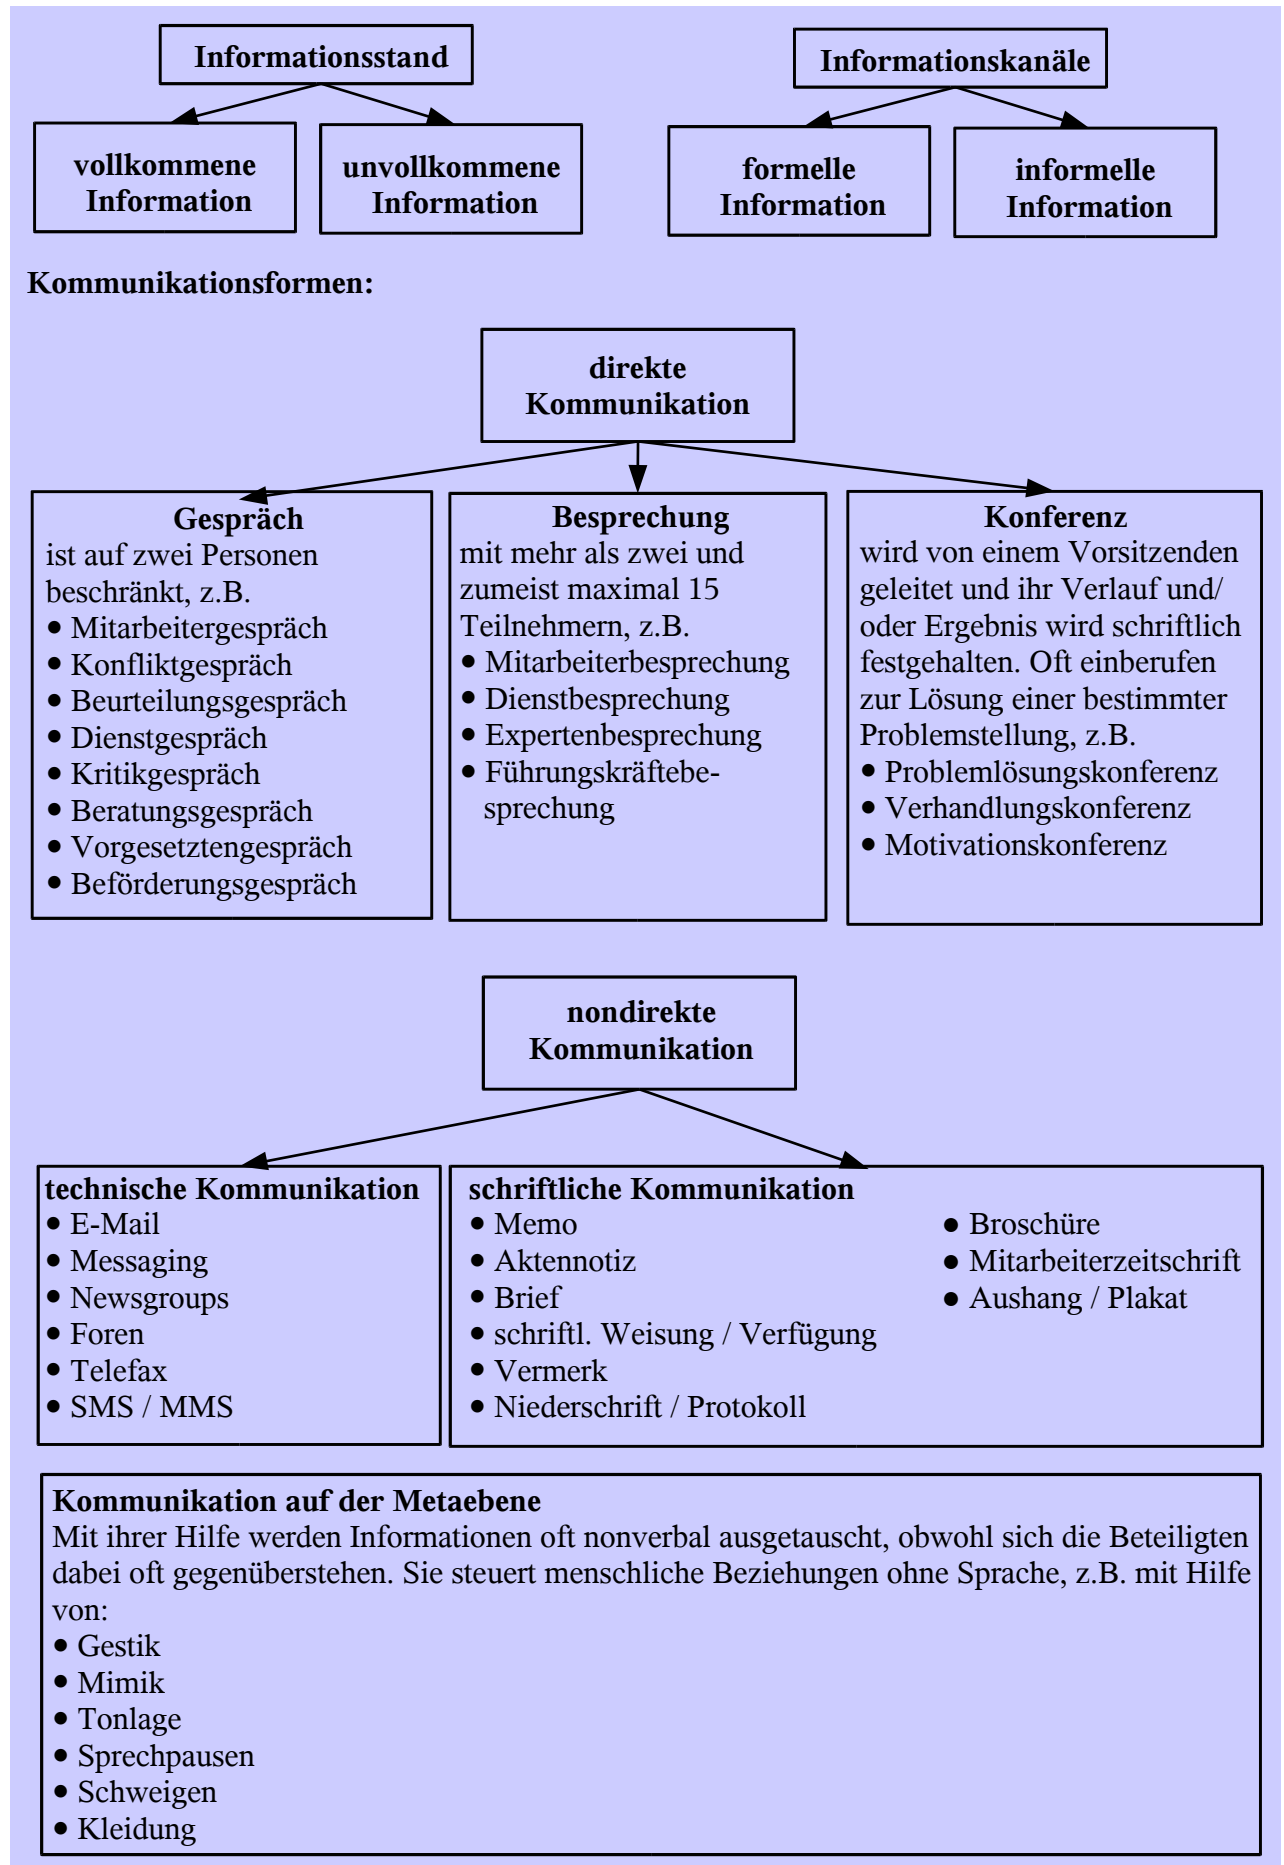 Informationsstand
vollkommene
Information
unvollkommene
Information
Informationskanäle
formelle
Information
informelle
Information
Kommunikationsformen:
direkte
Kommunikation
Gespräch
ist auf zwei Personen
beschränkt, z.B.
● Mitarbeitergespräch
● Konfliktgespräch
● Beurteilungsgespräch
● Dienstgespräch
● Kritikgespräch
● Beratungsgespräch
● Vorgesetztengespräch
● Beförderungsgespräch
Besprechung
mit mehr als zwei und
zumeist maximal 15
Teilnehmern, z.B.
● Mitarbeiterbesprechung
● Dienstbesprechung
● Expertenbesprechung
● Führungskräftebe-
sprechung
Konferenz
wird von einem Vorsitzenden
geleitet und ihr Verlauf und/
oder Ergebnis wird schriftlich
festgehalten. Oft einberufen
zur Lösung einer bestimmter
Problemstellung, z.B.
● Problemlösungskonferenz
● Verhandlungskonferenz
● Motivationskonferenz
nondirekte
Kommunikation
technische Kommunikation
● E-Mail
● Messaging
● Newsgroups
● Foren
● Telefax
● SMS / MMS
schriftliche Kommunikation
● Memo
● Aktennotiz
● Brief
● schriftl. Weisung / Verfügung
● Vermerk
● Niederschrift / Protokoll
● Broschüre
● Mitarbeiterzeitschrift
● Aushang / Plakat
Kommunikation auf der Metaebene
Mit ihrer Hilfe werden Informationen oft nonverbal ausgetauscht, obwohl sich die Beteiligten
dabei oft gegenüberstehen. Sie steuert menschliche Beziehungen ohne Sprache, z.B. mit Hilfe
von:
● Gestik
● Mimik
● Tonlage
● Sprechpausen
● Schweigen
● Kleidung